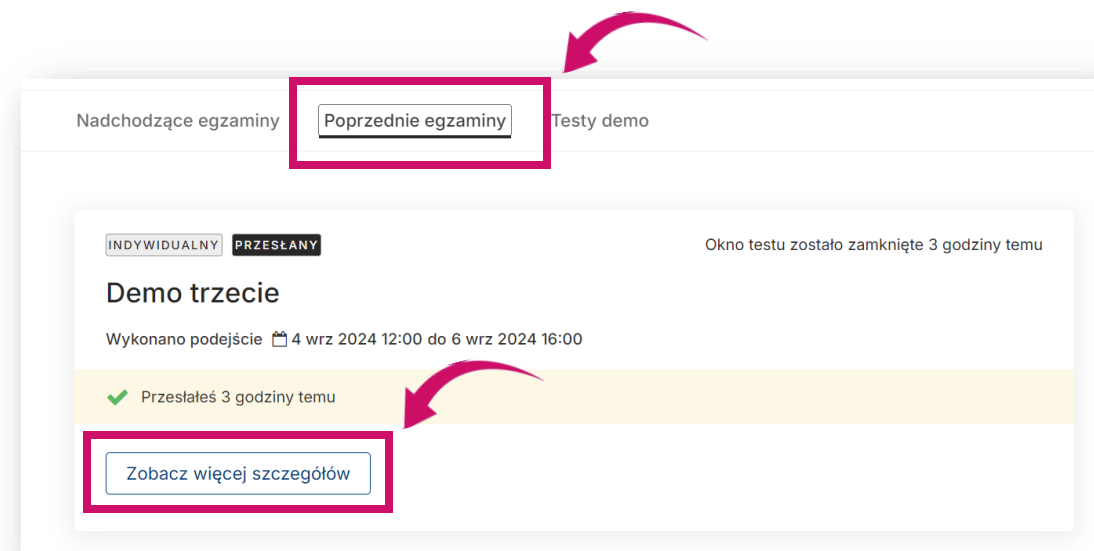 Nadchodzące egzaminy Poprzednie egzaminy Testy demo
INDYWIDUALNY PRZESŁANY Okno testu zostało zamknięte 3 godziny temu
Demo trzecie
Wykonano podejście 4 wrz 2024 12:00 do 6 wrz 2024 16:00
Przesłałeś 3 godziny temu
Zobacz więcej szczegółów